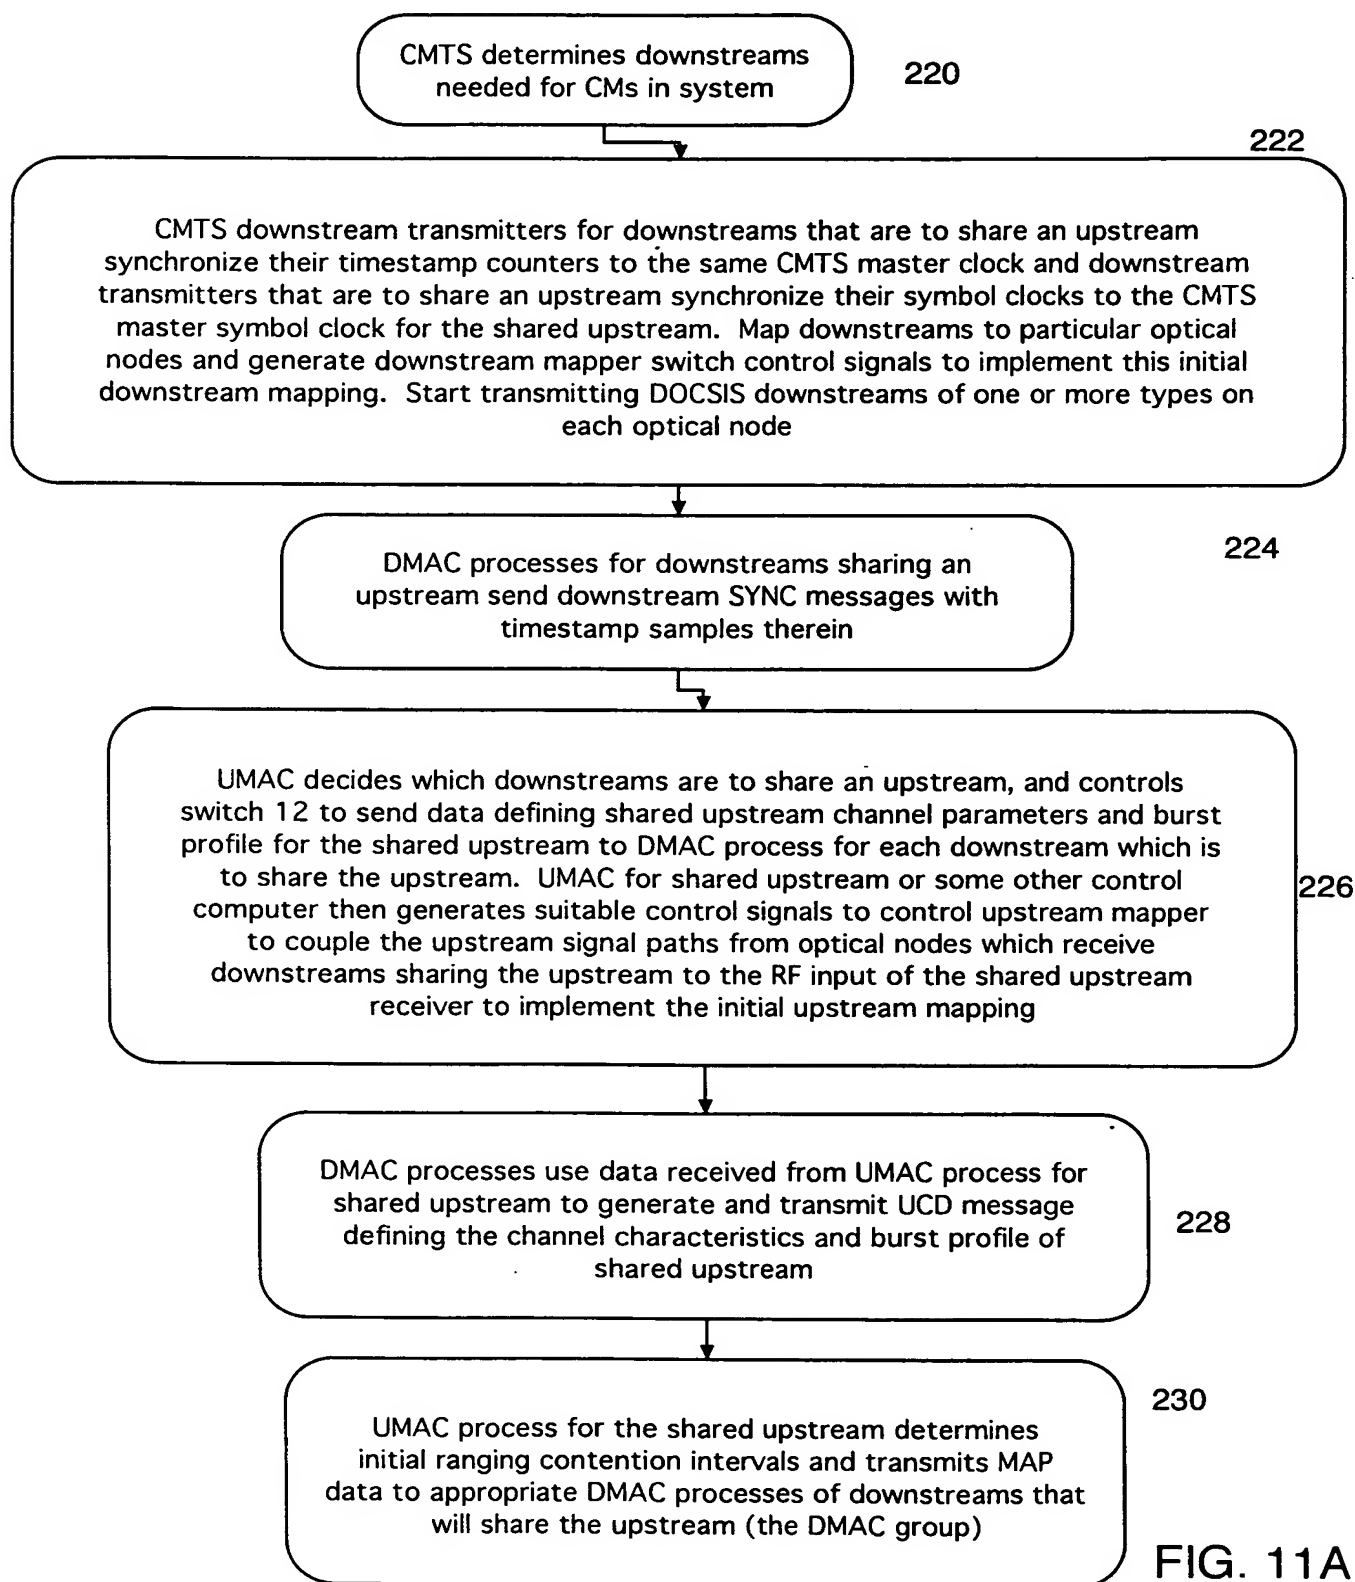 CMTS determines downstreams
needed for CMs in system
220
222
CMTS downstream transmitters for downstreams that are to share an upstream
synchronize their timestamp counters to the same CMTS master clock and downstream
transmitters that are to share an upstream synchronize their symbol clocks to the CMTS
master symbol clock for the shared upstream. Map downstreams to particular optical
nodes and generate downstream mapper switch control signals to implement this initial
downstream mapping. Start transmitting DOCSIS downstreams of one or more types on
each optical node
224
DMAC processes for downstreams sharing an
upstream send downstream SYNC messages with
timestamp samples therein
UMAC decides which downstreams are to share an upstream, and controls
switch 12 to send data defining shared upstream channel parameters and burst
profile for the shared upstream to DMAC process for each downstream which is
to share the upstream. UMAC for shared upstream or some other control
computer then generates suitable control signals to control upstream mapper
to couple the upstream signal paths from optical nodes which receive
downstreams sharing the upstream to the RF input of the shared upstream
receiver to implement the initial upstream mapping
226
DMAC processes use data received from UMAC process for
shared upstream to generate and transmit UCD message
defining the channel characteristics and burst profile of
shared upstream
228
230
UMAC process for the shared upstream determines
initial ranging contention intervals and transmits MAP
data to appropriate DMAC processes of downstreams that
will share the upstream (the DMAC group)
FIG. 11A